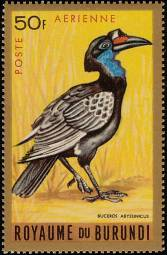 50F
POSTE AERIENNE
BUCEROS ABYSSINICUS
ROYAUME DU BURUNDI